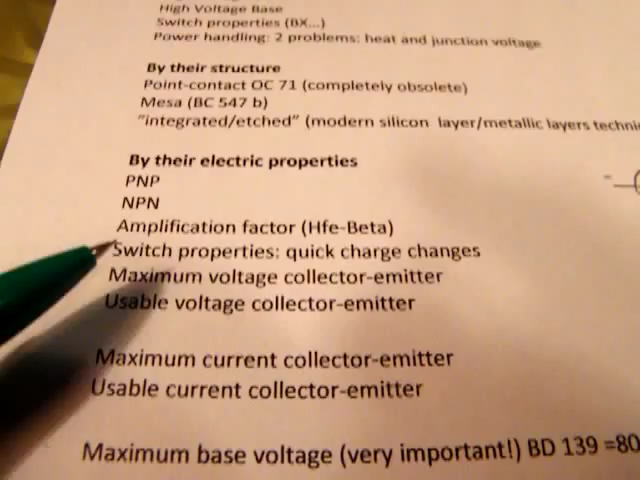 High Voltage Base
Switch properties (BX...)
Power handling: 2 problems: heat and junction voltage
By their structure
Point-contact OC 71 (completely obsolete)
Mesa (BC 547 b)
"integrated/etched" (modern silicon layer/metallic layers techni
By their electric properties
PNP
NPN
Amplification factor (Hfe-Beta)
Switch properties: quick charge changes
Maximum voltage collector-emitter
Usable voltage collector-emitter
Maximum current collector-emitter
Usable current collector-emitter
Maximum base voltage (very important!) BD 139 =80